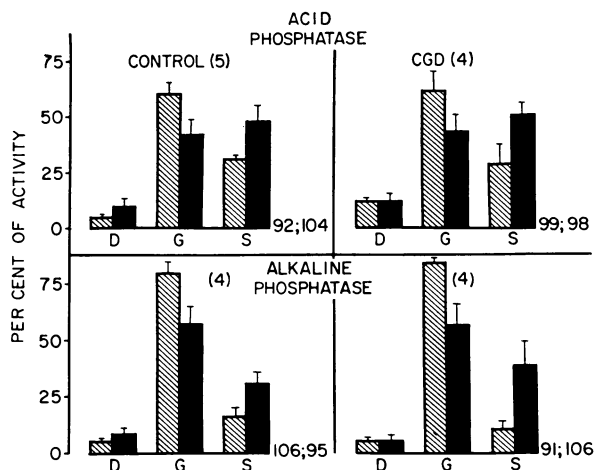 ACID
PHOSPHATASE
CONTROL (5)
CGD (4)
PER CENT OF ACTIVITY
75
50
25
0
D G S 92;104
D G S 99;98
ALKALINE
PHOSPHATASE
(4)
(4)
75
50
25
0
D G S 106;95
D G S 91;106